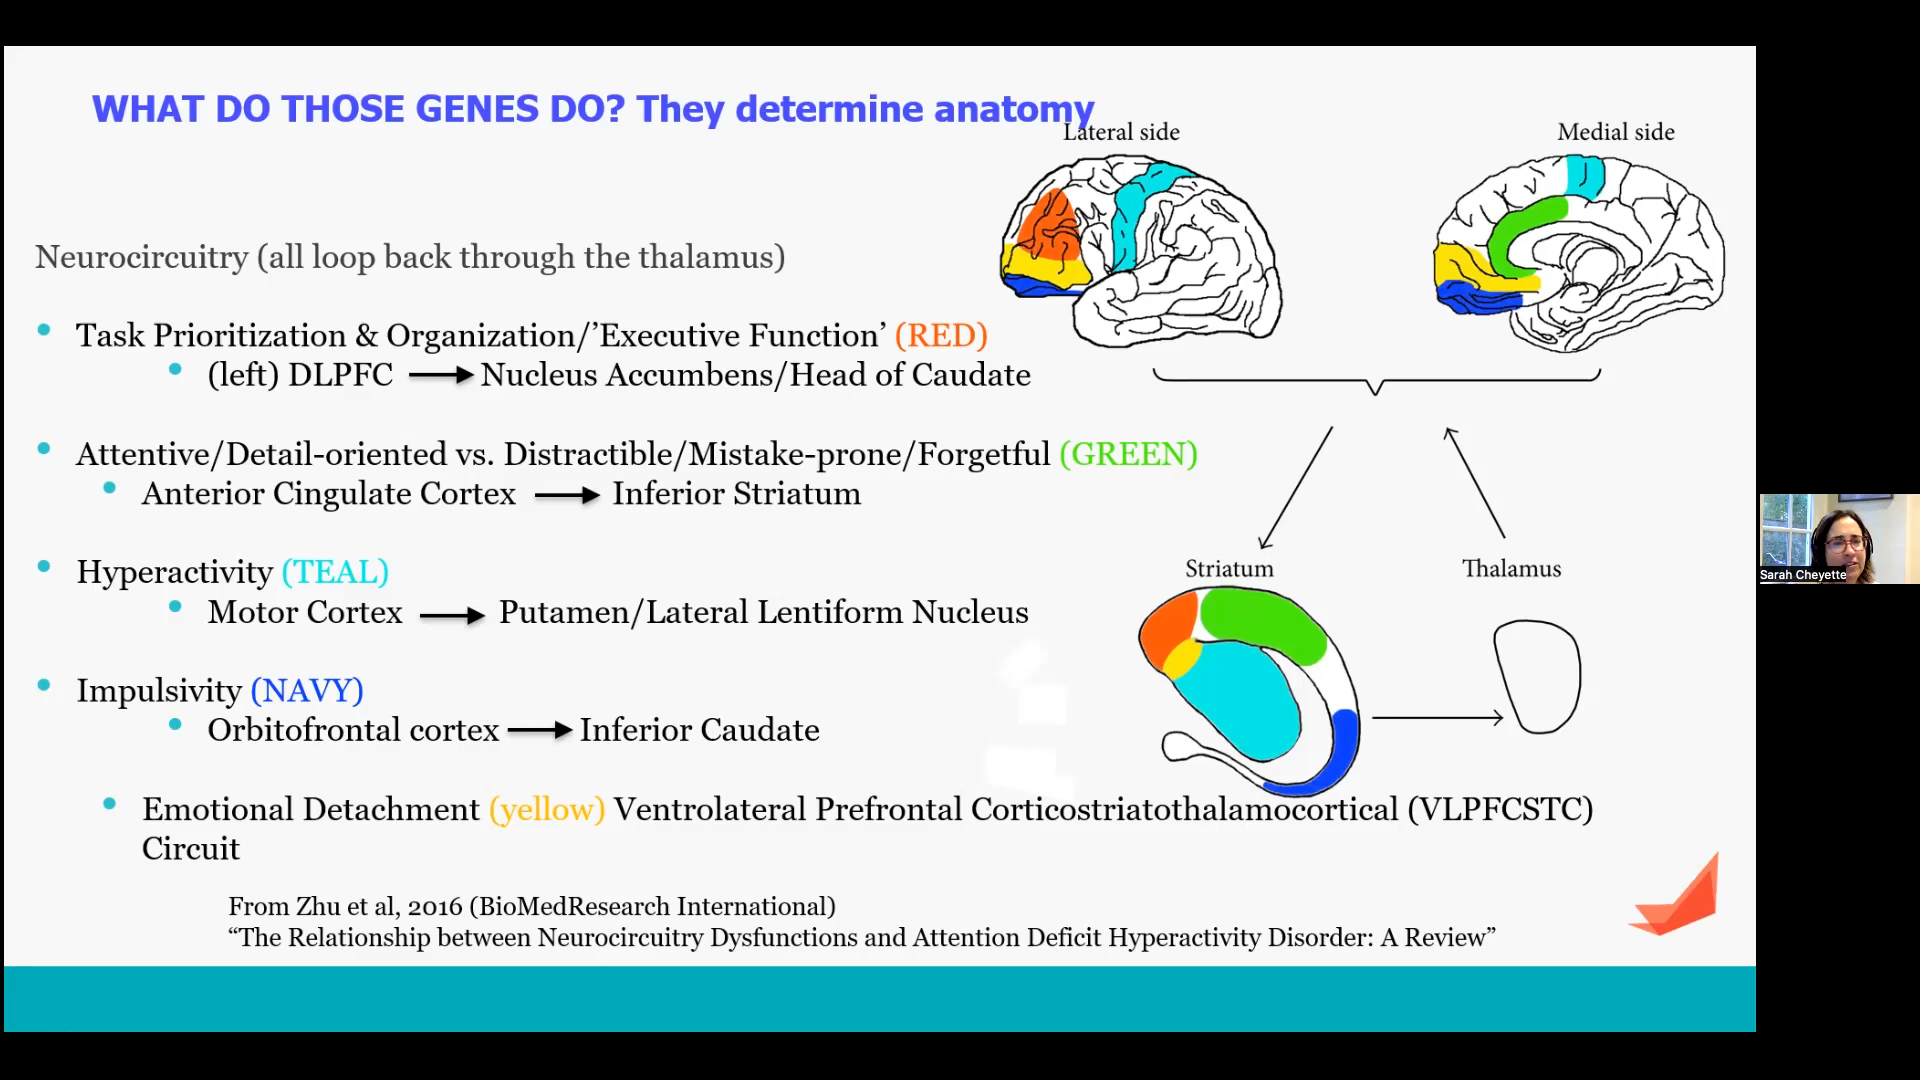 WHAT DO THOSE GENES DO? They determine anatomy
Lateral side
Medial side
Neurocircuitry (all loop back through the thalamus)
Task Prioritization & Organization/’Executive Function’ (RED)
(left) DLPFC → Nucleus Accumbens/Head of Caudate
Attentive/Detail-oriented vs. Distractible/Mistake-prone/Forgetful (GREEN)
Anterior Cingulate Cortex → Inferior Striatum
Striatum
Thalamus
Hyperactivity (TEAL)
Motor Cortex → Putamen/Lateral Lentiform Nucleus
Impulsivity (NAVY)
Orbitofrontal cortex → Inferior Caudate
Emotional Detachment (yellow) Ventrolateral Prefrontal Corticostriatothalamocortical (VLPFCSTC)
Circuit
From Zhu et al, 2016 (BioMedResearch International)
“The Relationship between Neurocircuitry Dysfunctions and Attention Deficit Hyperactivity Disorder: A Review”
Sarah Cheyette